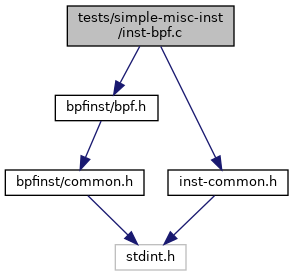 tests/simple-misc-inst
/inst-bpf.c
bpfinst/bpf.h
bpfinst/common.h
inst-common.h
stdint.h